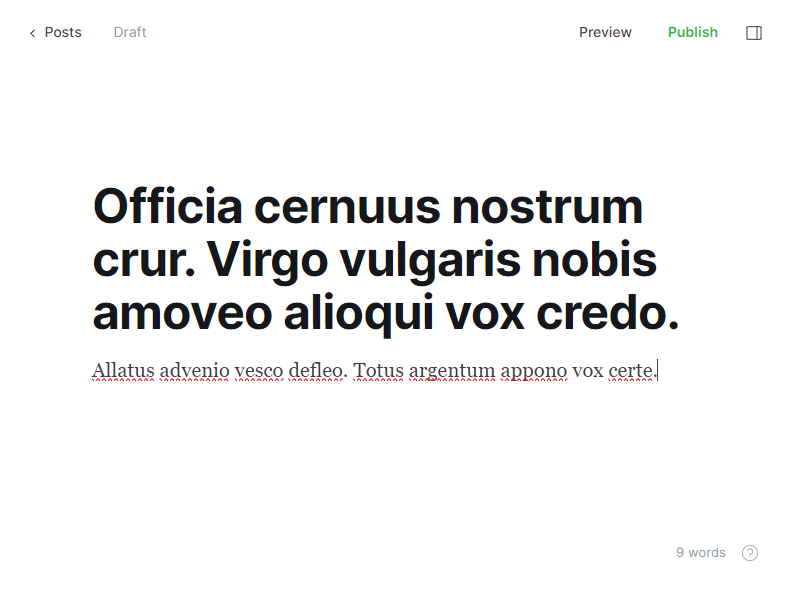 Posts
Draft
Preview
Publish
Officia cernuus nostrum
crur. Virgo vulgaris nobis
amoveo alioqui vox credo.
Allatus advenio vesco defleo. Totus argentum appono vox certe.
9 words
?